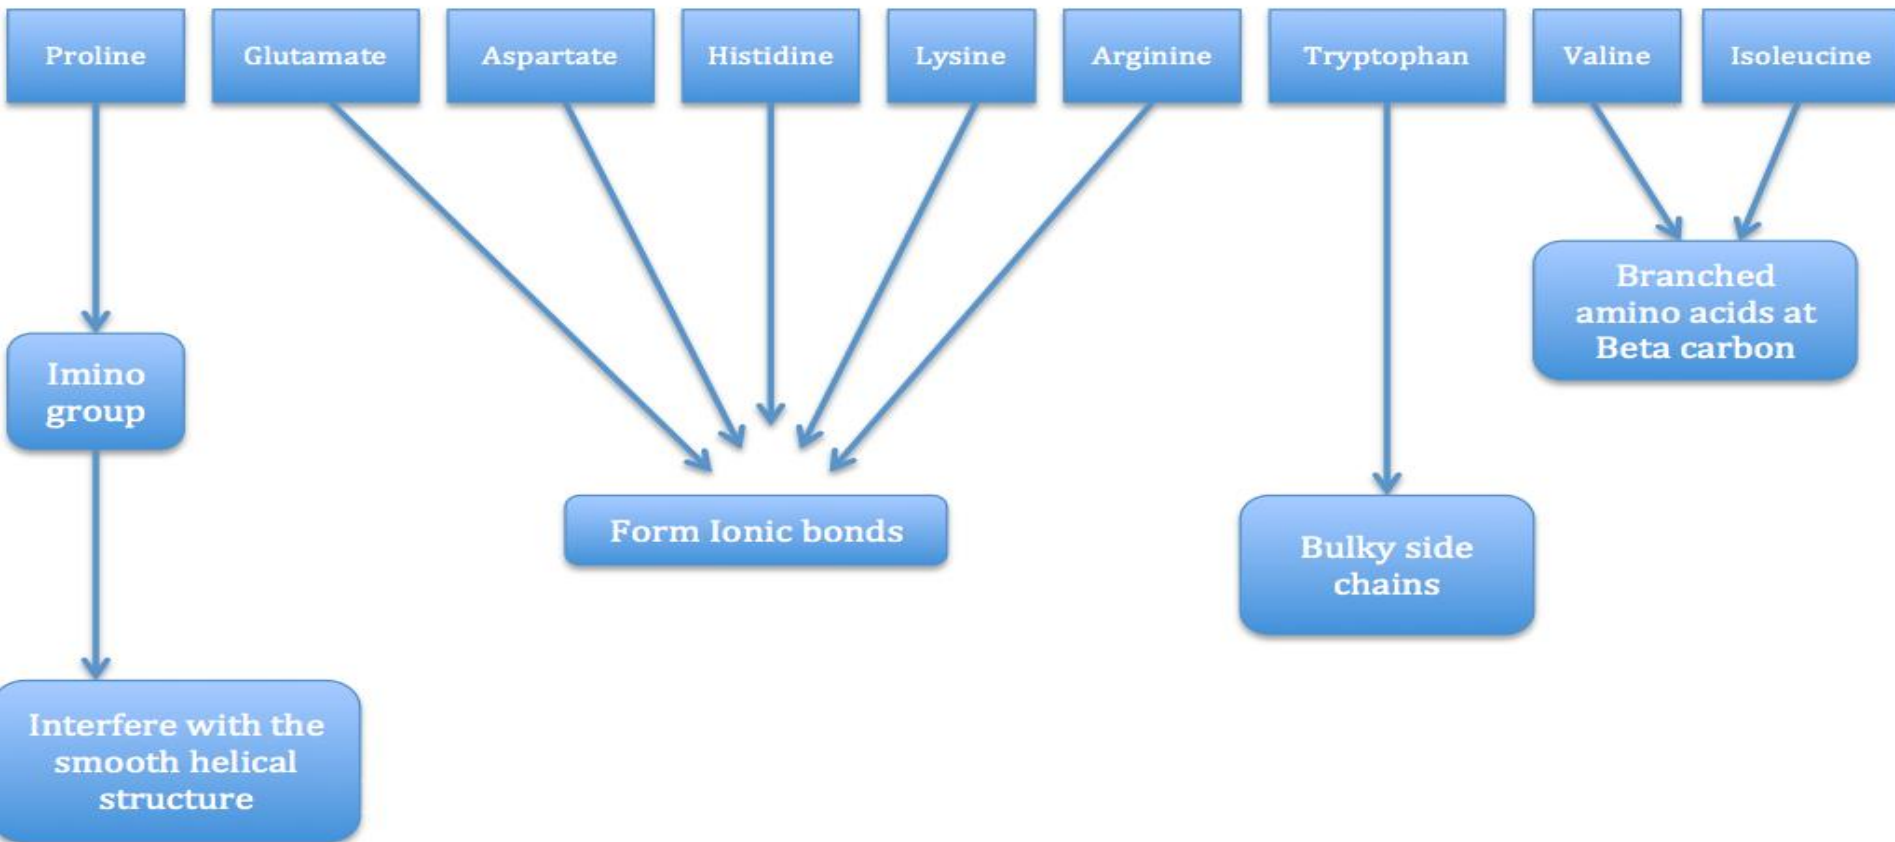 Proline
Glutamate
Aspartate
Histidine
Lysine
Arginine
Tryptophan
Valine
Isoleucine
Branched
amino acids at
Beta carbon
Imino
group
Form Ionic bonds
Bulky side
chains
Interfere with the
smooth helical
structure